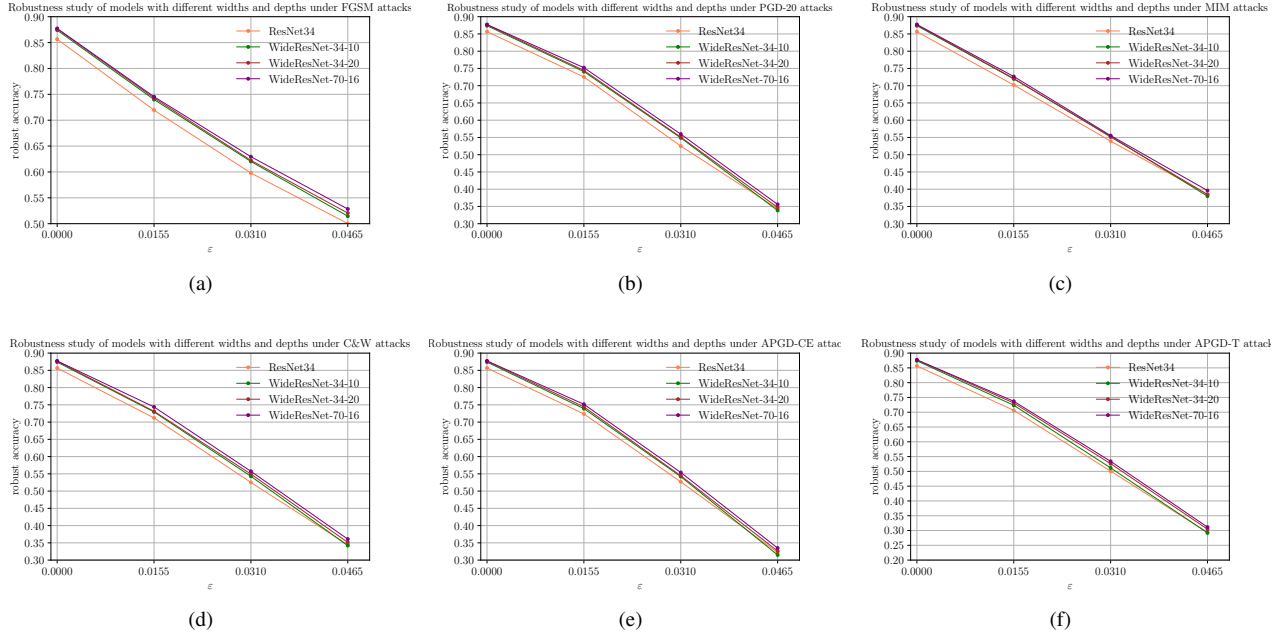 Robustness study of models with different widths and depths under FGSM attacks
robust accuracy
0.90
0.85
0.80
0.75
0.70
0.65
0.60
0.55
0.50
0.0000 0.0155 0.0310 0.0465
ε
ResNet34
WideResNet-34-10
WideResNet-34-20
WideResNet-70-16
(a)
Robustness study of models with different widths and depths under PGD-20 attacks
robust accuracy
0.90
0.85
0.80
0.75
0.70
0.65
0.60
0.55
0.50
0.45
0.40
0.35
0.30
0.0000 0.0155 0.0310 0.0465
ε
ResNet34
WideResNet-34-10
WideResNet-34-20
WideResNet-70-16
(b)
Robustness study of models with different widths and depths under MIM attacks
robust accuracy
0.90
0.85
0.80
0.75
0.70
0.65
0.60
0.55
0.50
0.45
0.40
0.35
0.30
0.0000 0.0155 0.0310 0.0465
ε
ResNet34
WideResNet-34-10
WideResNet-34-20
WideResNet-70-16
(c)
Robustness study of models with different widths and depths under C&W attacks
robust accuracy
0.90
0.85
0.80
0.75
0.70
0.65
0.60
0.55
0.50
0.45
0.40
0.35
0.30
0.0000 0.0155 0.0310 0.0465
ε
ResNet34
WideResNet-34-10
WideResNet-34-20
WideResNet-70-16
(d)
Robustness study of models with different widths and depths under APGD-CE attac
robust accuracy
0.90
0.85
0.80
0.75
0.70
0.65
0.60
0.55
0.50
0.45
0.40
0.35
0.30
0.0000 0.0155 0.0310 0.0465
ε
ResNet34
WideResNet-34-10
WideResNet-34-20
WideResNet-70-16
(e)
Robustness study of models with different widths and depths under APGD-T attack
robust accuracy
0.90
0.85
0.80
0.75
0.70
0.65
0.60
0.55
0.50
0.45
0.40
0.35
0.30
0.25
0.20
0.0000 0.0155 0.0310 0.0465
ε
ResNet34
WideResNet-34-10
WideResNet-34-20
WideResNet-70-16
(f)